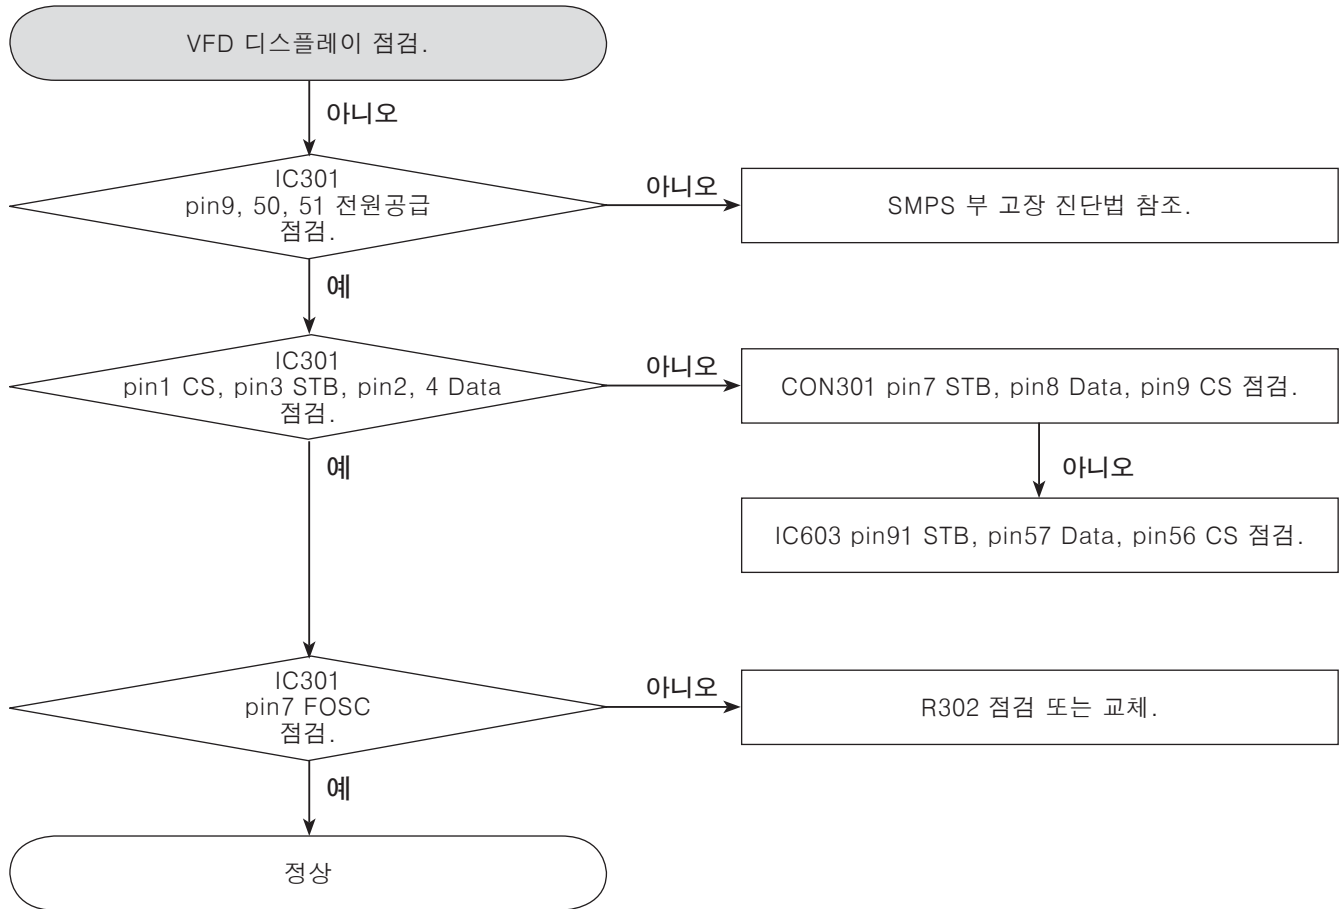 VFD 디스플레이 점검.
아니오
IC301
pin9, 50, 51 전원공급
점검.
아니오
SMPS 부 고장 진단법 참조.
예
IC301
pin1 CS, pin3 STB, pin2, 4 Data
점검.
아니오
CON301 pin7 STB, pin8 Data, pin9 CS 점검.
예
아니오
IC603 pin91 STB, pin57 Data, pin56 CS 점검.
IC301
pin7 FOSC
점검.
아니오
R302 점검 또는 교체.
예
정상